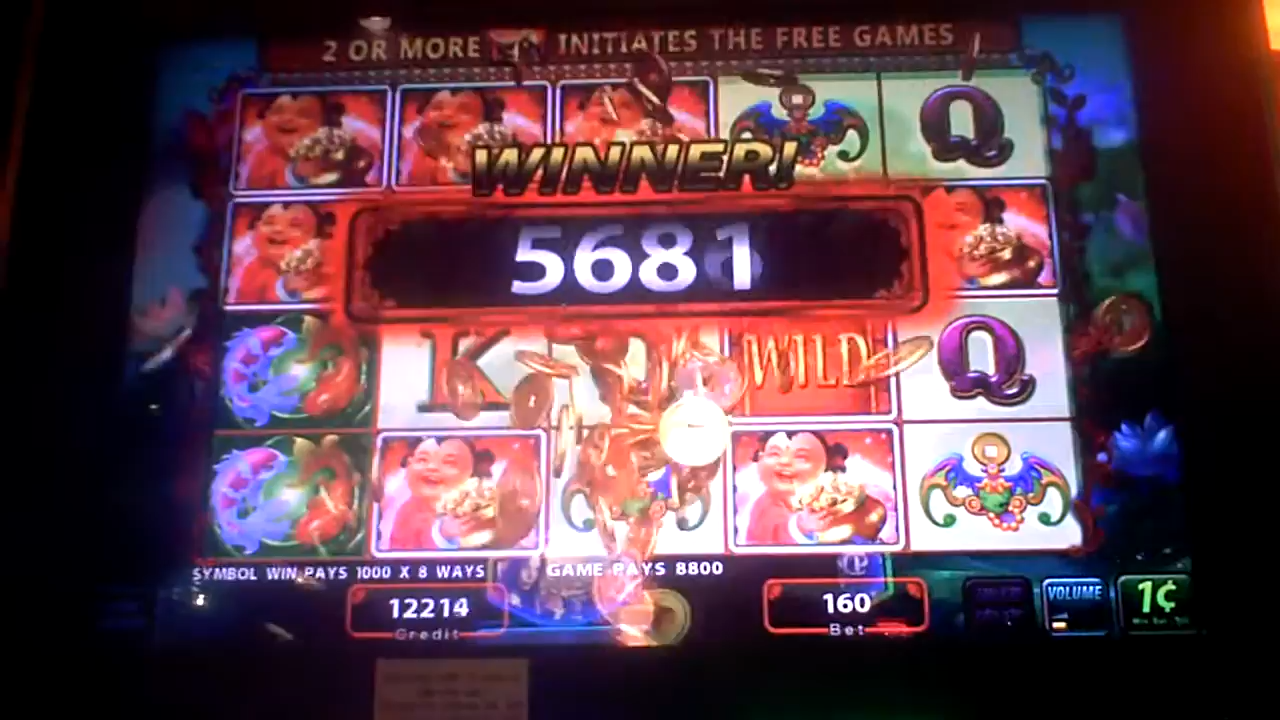 2 OR MORE INITIATES THE FREE GAMES
Q
WINNER!
5681
K WILD Q
SYMBOL WIN PAYS 1000 X 8 WAYS
GAME PAYS 8800
12214
Credit
160
Bet
VOLUME
1¢